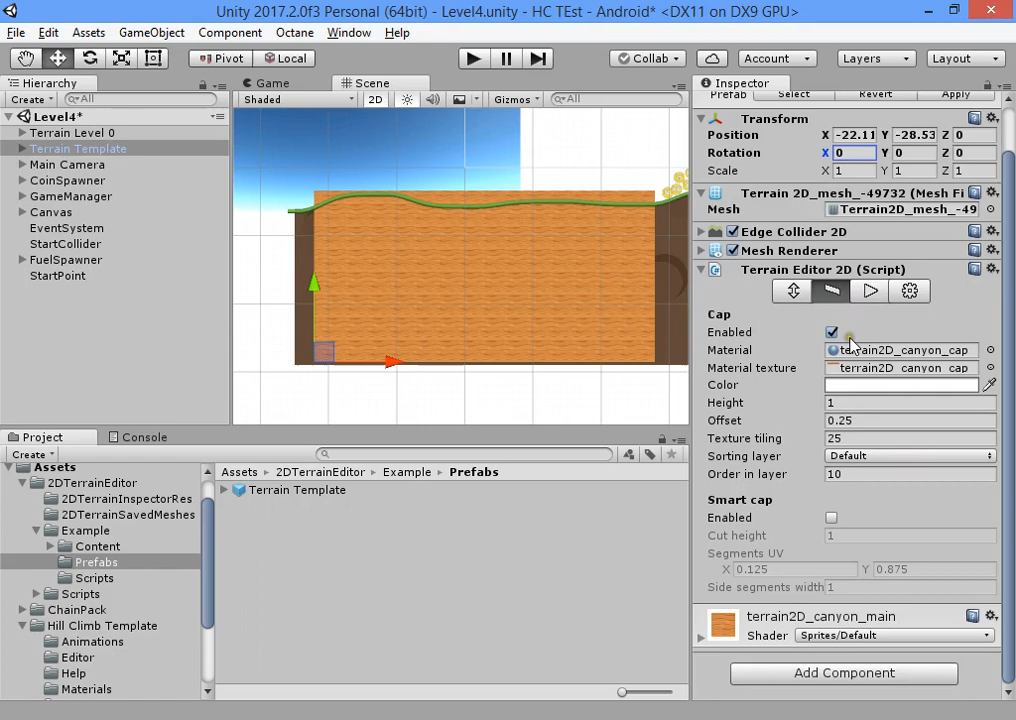 Unity 2017.2.0f3 Personal (64bit) - Level4.unity - HC TEst - Android* <DX11 on DX9 GPU>
File Edit Assets GameObject Component Octane Window Help
Pivot Local Collab Account Layers Layout
Hierarchy
Create All
Level4*
Terrain Level 0
Terrain Template
Main Camera
CoinSpawner
GameManager
Canvas
EventSystem
StartCollider
FuelSpawner
StartPoint
Game Scene
Shaded 2D Gizmos All
Inspector
Prefab Select Revert Apply
Transform
Position X -22.11 Y -28.53 Z 0
Rotation X 0 Y 0 Z 0
Scale X 1 Y 1 Z 1
Terrain 2D_mesh_-49732 (Mesh Fi
Mesh Terrain2D_mesh_-49
Edge Collider 2D
Mesh Renderer
Terrain Editor 2D (Script)
Cap
Enabled
Material terrain2D_canyon_cap
Material texture terrain2D_canyon_cap
Color
Height 1
Offset 0.25
Texture tiling 25
Sorting layer Default
Order in layer 10
Smart cap
Enabled
Cut height 1
Segments UV
X 0.125 Y 0.875
Side segments width 1
terrain2D_canyon_main
Shader Sprites/Default
Add Component
Project Console
Create
Assets
2DTerrainEditor
2DTerrainInspectorRes
2DTerrainSavedMeshes
Example
Content
Prefabs
Scripts
Scripts
ChainPack
Hill Climb Template
Animations
Editor
Help
Materials
Assets 2DTerrainEditor Example Prefabs
Terrain Template